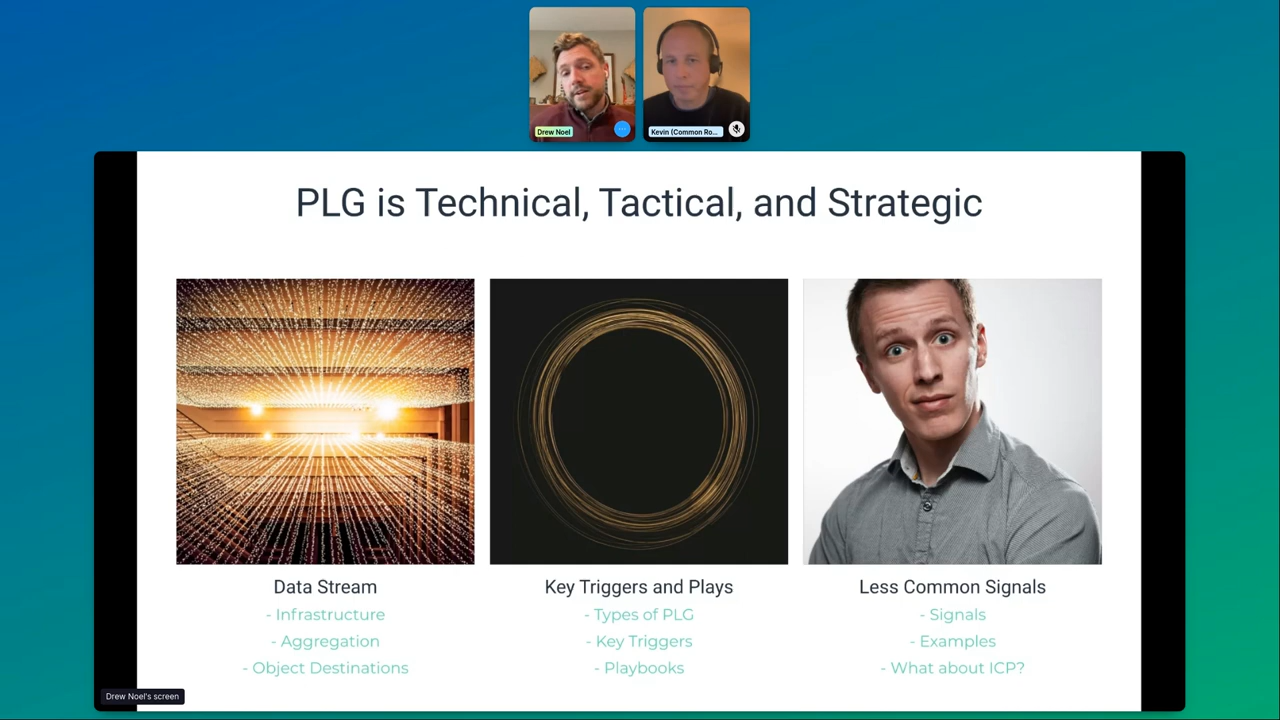 Drew Noel
Kevin (Common Ro...
PLG is Technical, Tactical, and Strategic
Data Stream
- Infrastructure
- Aggregation
- Object Destinations
Key Triggers and Plays
- Types of PLG
- Key Triggers
- Playbooks
Less Common Signals
- Signals
- Examples
- What about ICP?
Drew Noel's screen